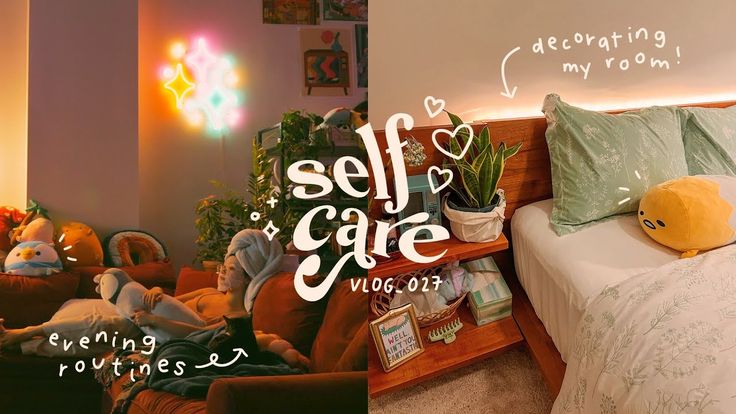 decorating
my room!
self
care
VLOG_027
evening
routines
WELL,
AIN'T YOU
FANTASTIC